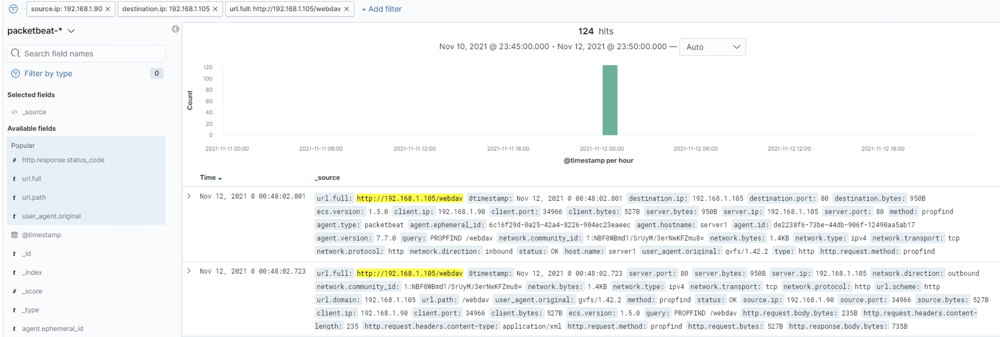 source.ip: 192.168.1.90 × destination.ip: 192.168.1.105 × url.full: http://192.168.1.105/webdav × + Add filter
packetbeat-*
Search field names
Filter by type 0
Selected fields
</> _source
Available fields
Popular
# http.response.status_code
t url.full
t url.path
t user_agent.original
@timestamp
t _id
t _index
# _score
t _type
t agent.ephemeral_id
124 hits
Nov 10, 2021 @ 23:45:00.000 - Nov 12, 2021 @ 23:50:00.000 — Auto
Count
120
100
80
60
40
20
0
2021-11-11 00:00 2021-11-11 06:00 2021-11-11 12:00 2021-11-11 18:00 2021-11-12 00:00 2021-11-12 06:00 2021-11-12 12:00 2021-11-12 18:00
@timestamp per hour
Time _source
Nov 12, 2021 @ 00:48:02.801 url.full: http://192.168.1.105/webdav @timestamp: Nov 12, 2021 @ 00:48:02.801 destination.ip: 192.168.1.105 destination.port: 80 destination.bytes: 950B
ecs.version: 1.5.0 client.ip: 192.168.1.90 client.port: 34966 client.bytes: 527B server.bytes: 950B server.ip: 192.168.1.105 server.port: 80 method: propfind
agent.type: packetbeat agent.ephemeral_id: 6c16f29d-0a25-42a4-8226-904ec23eaeec agent.hostname: server1 agent.id: de2238f6-73be-44db-906f-12490aa5ab17
agent.version: 7.7.0 query: PROPFIND /webdav network.community_id: 1:NBF0WBmd1/SrUyM/3erNwKFZmu8= network.bytes: 1.4KB network.type: ipv4 network.transport: tcp
network.protocol: http network.direction: inbound status: OK host.name: server1 user_agent.original: gvfs/1.42.2 type: http http.request.method: propfind
Nov 12, 2021 @ 00:48:02.723 url.full: http://192.168.1.105/webdav @timestamp: Nov 12, 2021 @ 00:48:02.723 server.port: 80 server.bytes: 950B server.ip: 192.168.1.105 network.direction: outbound
network.community_id: 1:NBF0WBmd1/SrUyM/3erNwKFZmu8= network.bytes: 1.4KB network.type: ipv4 network.transport: tcp network.protocol: http url.scheme: http
url.domain: 192.168.1.105 url.path: /webdav user_agent.original: gvfs/1.42.2 method: propfind status: OK source.ip: 192.168.1.90 source.port: 34966 source.bytes: 527B
client.ip: 192.168.1.90 client.port: 34966 client.bytes: 527B ecs.version: 1.5.0 query: PROPFIND /webdav http.request.body.bytes: 235B http.request.headers.content-
length: 235 http.request.headers.content-type: application/xml http.request.method: propfind http.request.bytes: 527B http.response.body.bytes: 735B